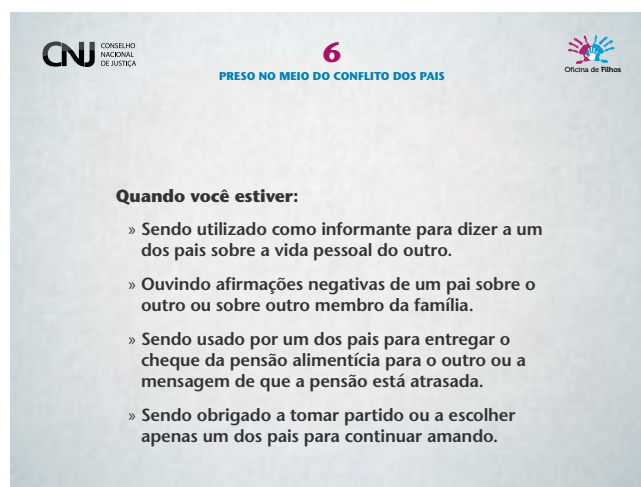 CNJ
CONSELHO
NACIONAL
DE JUSTIÇA
6
PRESO NO MEIO DO CONFLITO DOS PAIS
Oficina de Filhos
Quando você estiver:
» Sendo utilizado como informante para dizer a um
dos pais sobre a vida pessoal do outro.
» Ouvindo afirmações negativas de um pai sobre o
outro ou sobre outro membro da família.
» Sendo usado por um dos pais para entregar o
cheque da pensão alimentícia para o outro ou a
mensagem de que a pensão está atrasada.
» Sendo obrigado a tomar partido ou a escolher
apenas um dos pais para continuar amando.